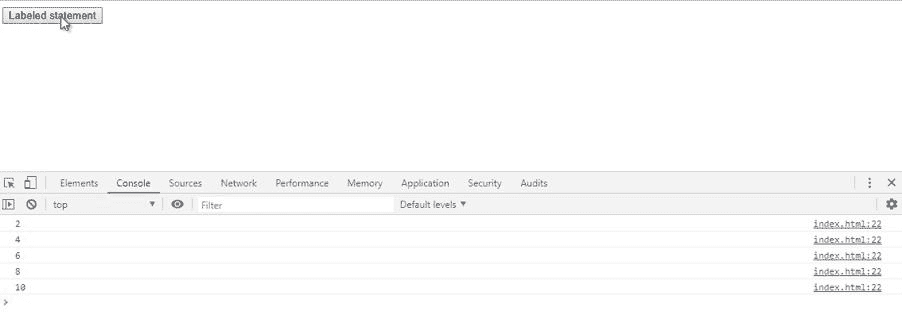 Labeled statement
Elements Console Sources Network Performance Memory Application Security Audits
top Filter Default levels
2 index.html:22
4 index.html:22
6 index.html:22
8 index.html:22
10 index.html:22